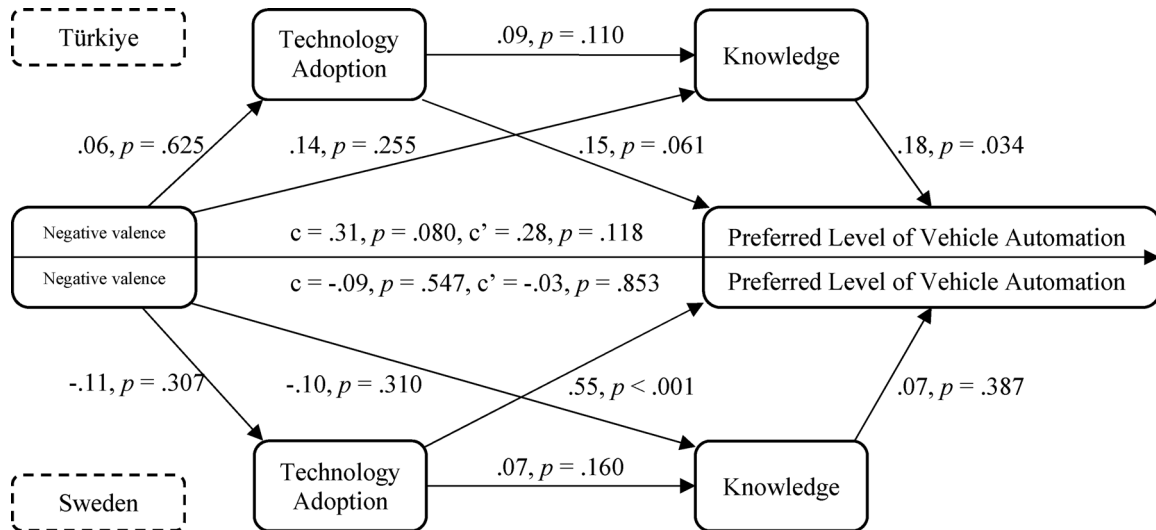 Türkiye
Technology
Adoption
.09, p = .110
Knowledge
.06, p = .625
.14, p = .255
.15, p = .061
.18, p = .034
Negative valence
c = .31, p = .080, c’ = .28, p = .118
Preferred Level of Vehicle Automation
Negative valence
c = -.09, p = .547, c’ = -.03, p = .853
Preferred Level of Vehicle Automation
-.11, p = .307
-.10, p = .310
.55, p < .001
.07, p = .387
Technology
Adoption
.07, p = .160
Knowledge
Sweden